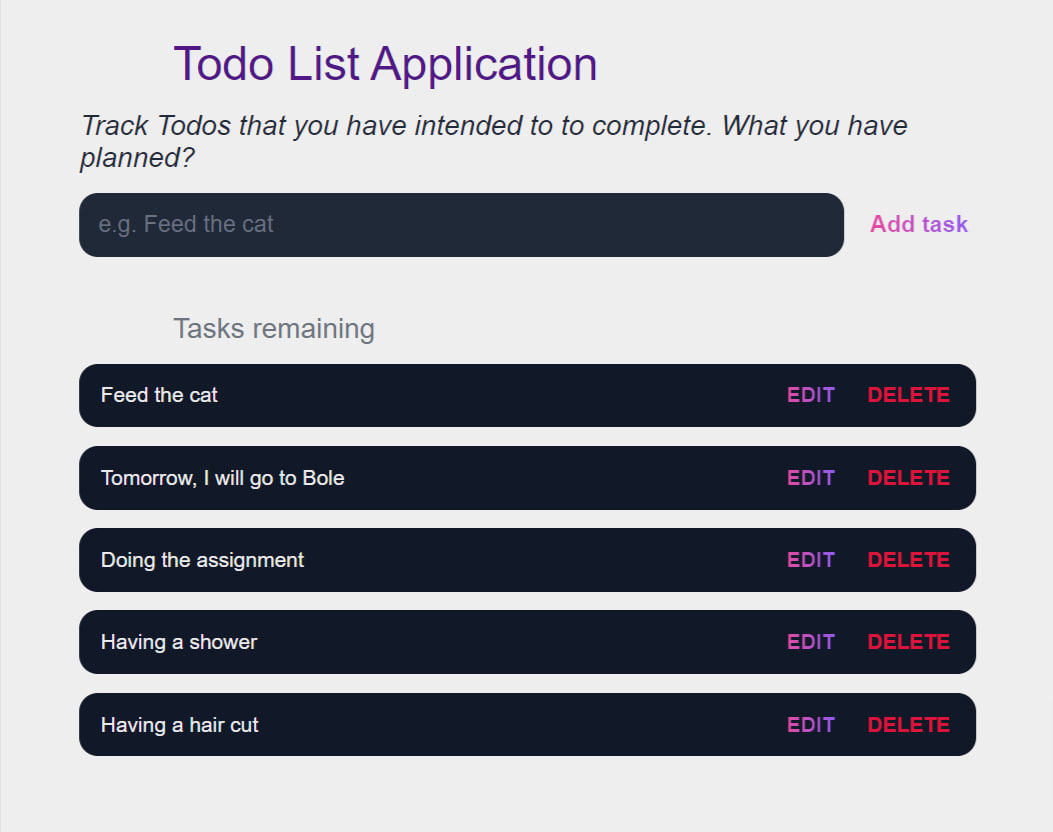 Todo List Application
Track Todos that you have intended to to complete. What you have
planned?
e.g. Feed the cat
Add task
Tasks remaining
Feed the cat EDIT DELETE
Tomorrow, I will go to Bole EDIT DELETE
Doing the assignment EDIT DELETE
Having a shower EDIT DELETE
Having a hair cut EDIT DELETE